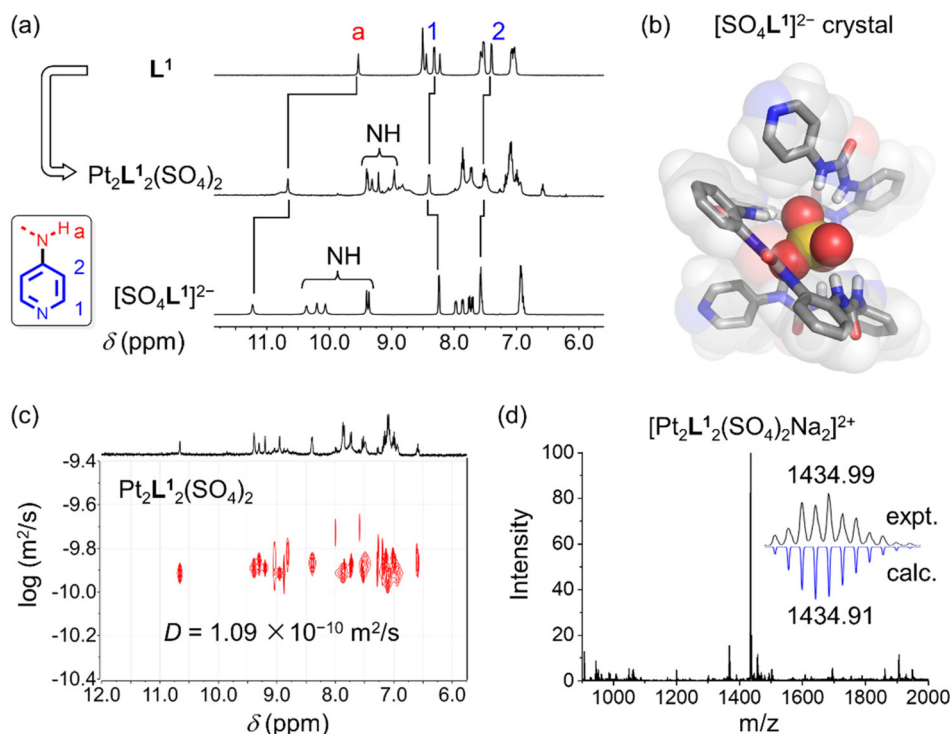 (a)
a
1
2
L¹
NH
Pt₂L¹₂(SO₄)₂
N
H
a
2
1
N
NH
[SO₄L¹]²⁻
11.0 10.0 9.0 8.0 7.0 6.0
δ (ppm)
(b) [SO₄L¹]²⁻ crystal
(c)
-9.4
-9.6
-9.8
-10.0
-10.2
-10.4
log (m²/s)
Pt₂L¹₂(SO₄)₂
D = 1.09 ×10⁻¹⁰ m²/s
12.0 11.0 10.0 9.0 8.0 7.0 6.0
δ (ppm)
(d) [Pt₂L¹₂(SO₄)₂Na₂]²⁺
100
80
60
40
20
0
Intensity
1434.99
expt.
calc.
1434.91
1000 1200 1400 1600 1800 2000
m/z